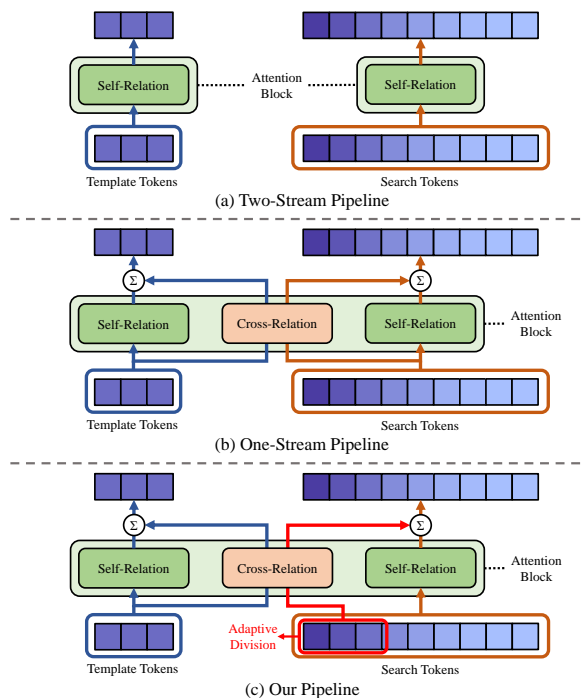 Self-Relation
Attention
Block
Self-Relation
Template Tokens
Search Tokens
(a) Two-Stream Pipeline
Σ
Σ
Self-Relation
Cross-Relation
Self-Relation
Attention
Block
Template Tokens
Search Tokens
(b) One-Stream Pipeline
Σ
Σ
Self-Relation
Cross-Relation
Self-Relation
Attention
Block
Adaptive
Division
Template Tokens
Search Tokens
(c) Our Pipeline